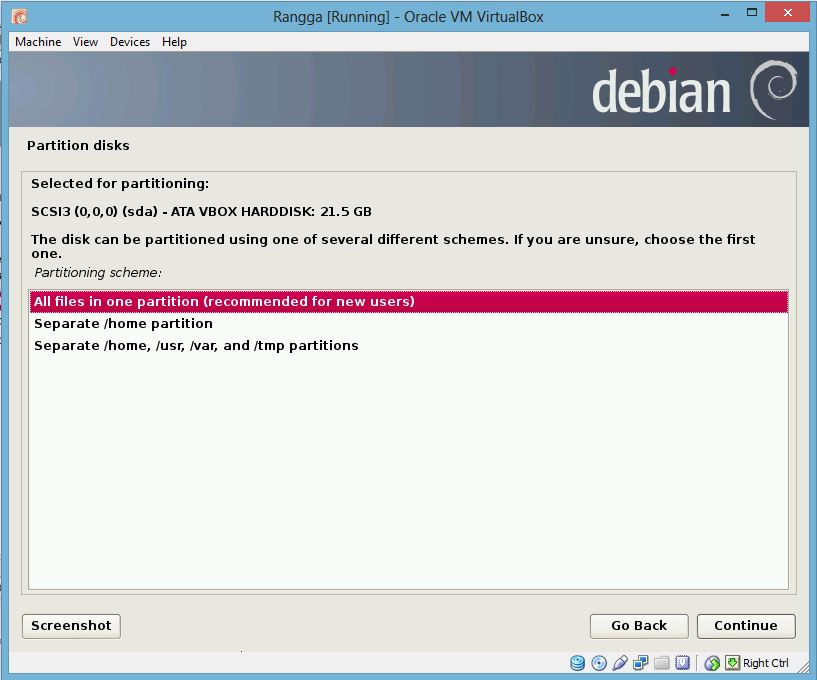 Rangga [Running] - Oracle VM VirtualBox
Machine View Devices Help
debian
Partition disks
Selected for partitioning:
SCSI3 (0,0,0) (sda) - ATA VBOX HARDDISK: 21.5 GB
The disk can be partitioned using one of several different schemes. If you are unsure, choose the first
one.
Partitioning scheme:
All files in one partition (recommended for new users)
Separate /home partition
Separate /home, /usr, /var, and /tmp partitions
Screenshot Go Back Continue
Right Ctrl